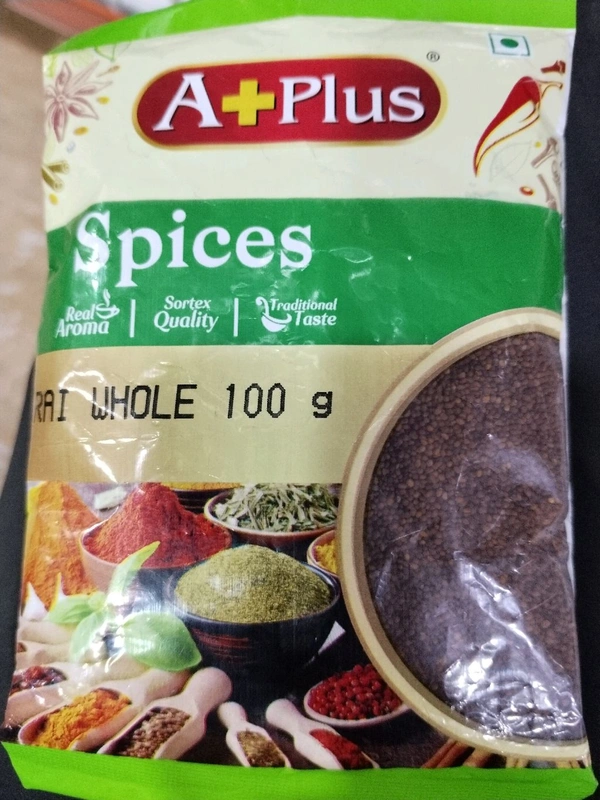 A+Plus ®
Spices
Real Aroma
Sortex Quality
Traditional Taste
RAI WHOLE 100 g